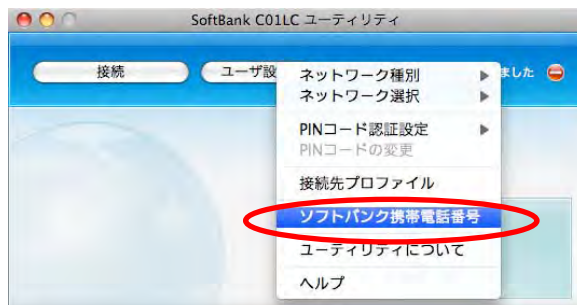 SoftBank C01LC ユーティリティ
接続
ユーザ設
ました
ネットワーク種別
ネットワーク選択
PINコード認証設定
PINコードの変更
接続先プロファイル
ソフトバンク携帯電話番号
ユーティリティについて
ヘルプ